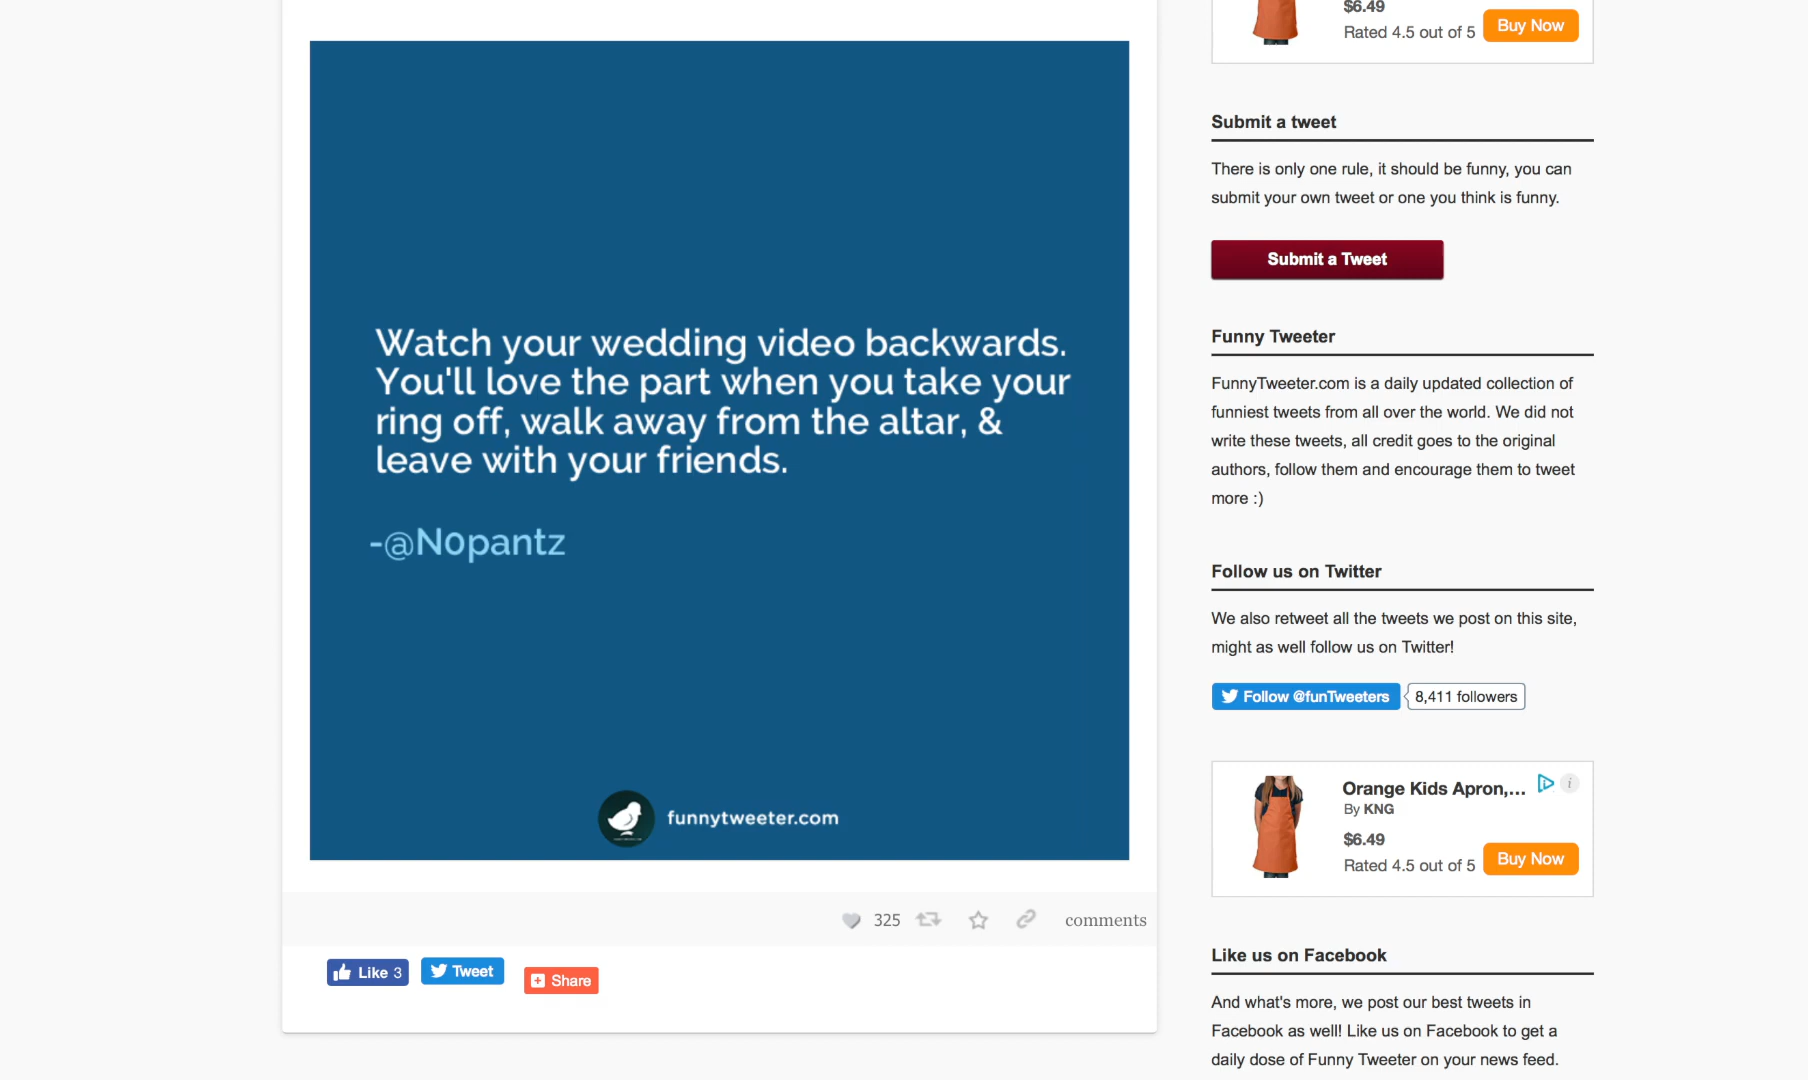 Watch your wedding video backwards.
You'll love the part when you take your
ring off, walk away from the altar, &
leave with your friends.
-@N0pantz
funnytweeter.com
325
comments
Like 3
Tweet
Share
$6.49
Rated 4.5 out of 5
Buy Now
Submit a tweet
There is only one rule, it should be funny, you can
submit your own tweet or one you think is funny.
Submit a Tweet
Funny Tweeter
FunnyTweeter.com is a daily updated collection of
funniest tweets from all over the world. We did not
write these tweets, all credit goes to the original
authors, follow them and encourage them to tweet
more :)
Follow us on Twitter
We also retweet all the tweets we post on this site,
might as well follow us on Twitter!
Follow @funTweeters
8,411 followers
Orange Kids Apron,...
By KNG
$6.49
Rated 4.5 out of 5
Buy Now
Like us on Facebook
And what's more, we post our best tweets in
Facebook as well! Like us on Facebook to get a
daily dose of Funny Tweeter on your news feed.